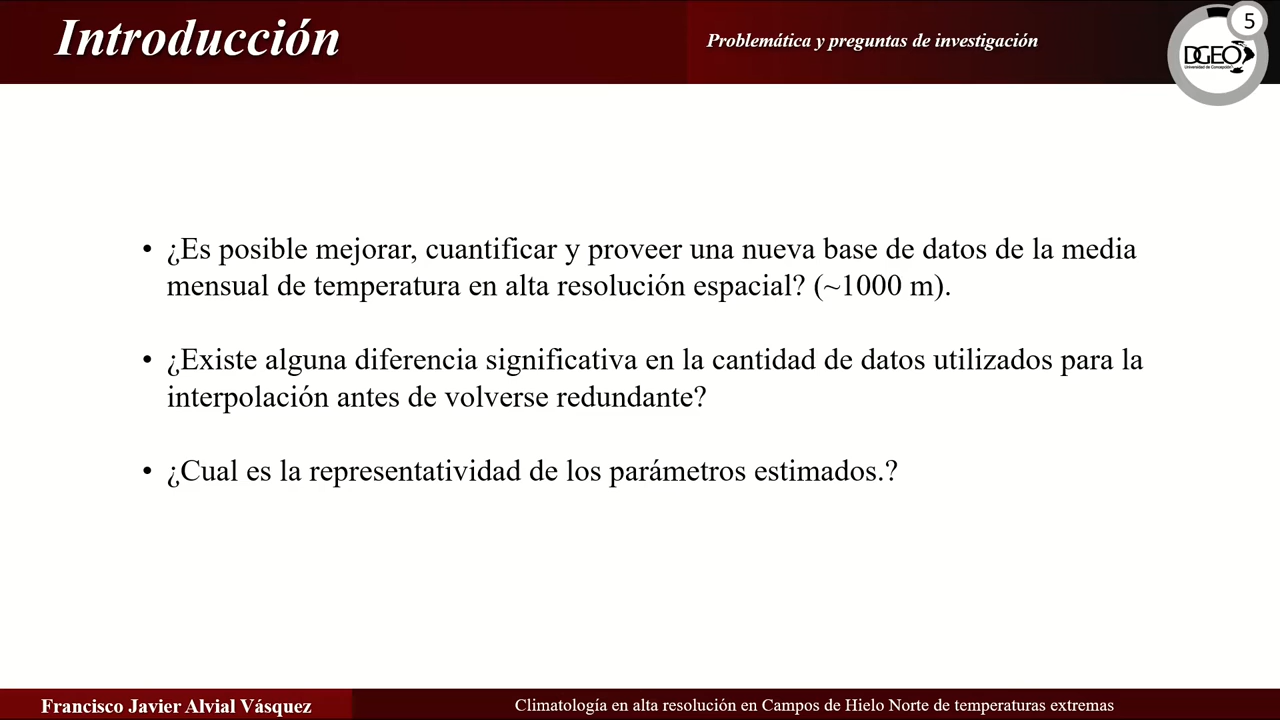 Introducción
Problemática y preguntas de investigación
5
DGEO
Universidad de Concepción
• ¿Es posible mejorar, cuantificar y proveer una nueva base de datos de la media
mensual de temperatura en alta resolución espacial? (~1000 m).
• ¿Existe alguna diferencia significativa en la cantidad de datos utilizados para la
interpolación antes de volverse redundante?
• ¿Cual es la representatividad de los parámetros estimados.?
Francisco Javier Alvial Vásquez
Climatología en alta resolución en Campos de Hielo Norte de temperaturas extremas